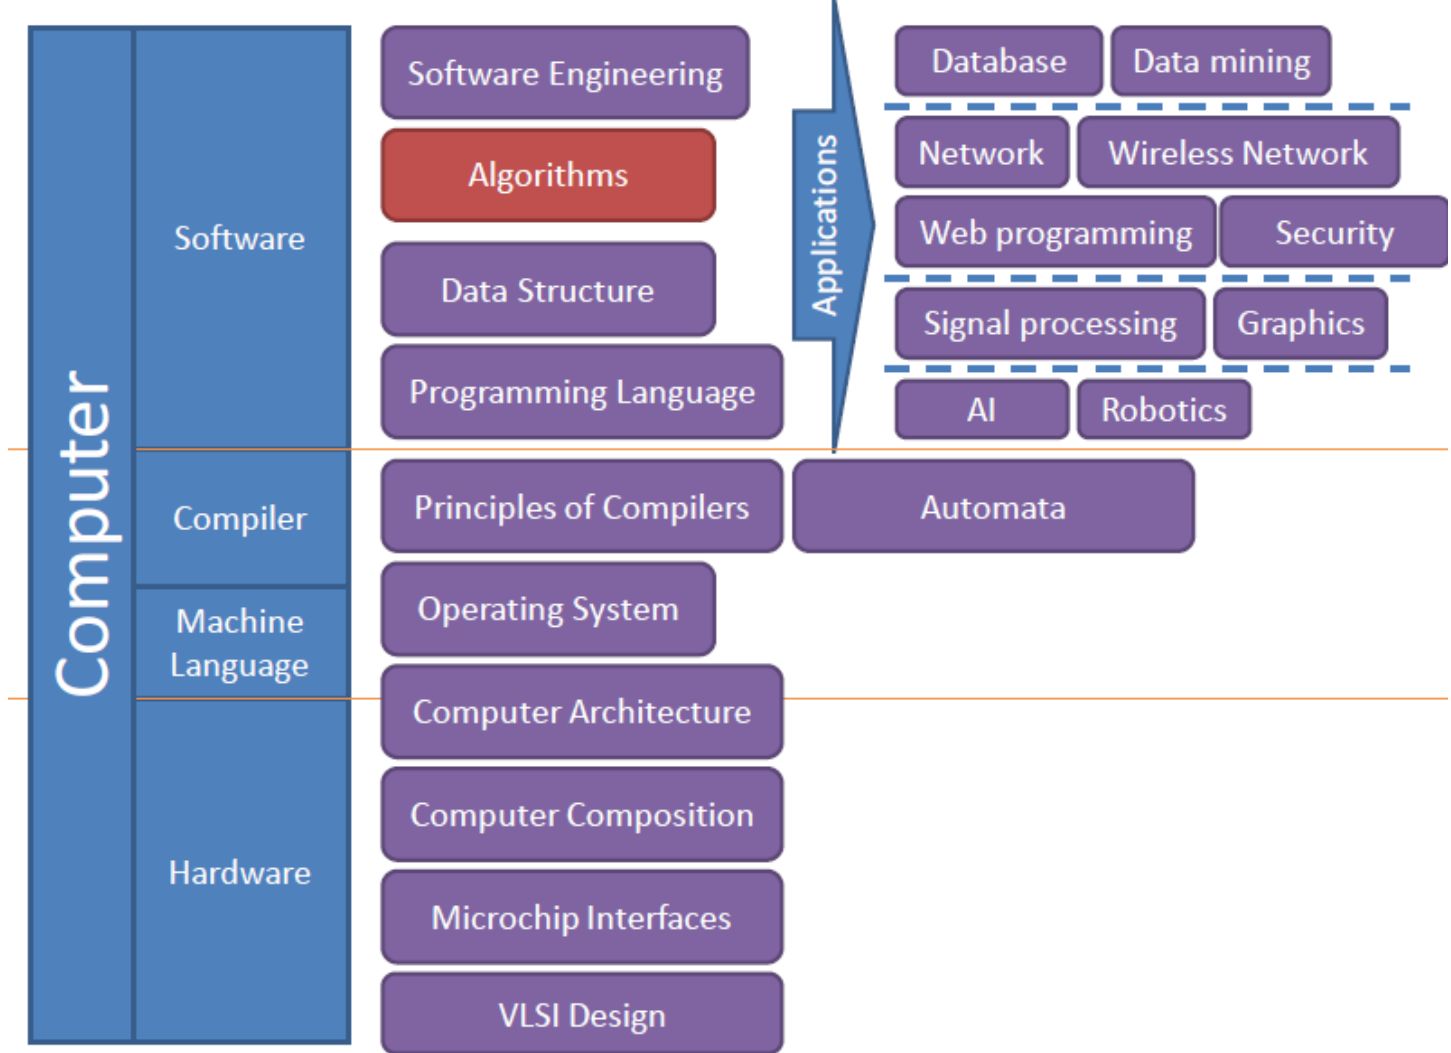 Computer
Software
Software Engineering
Algorithms
Data Structure
Programming Language
Applications
Database
Data mining
Network
Wireless Network
Web programming
Security
Signal processing
Graphics
AI
Robotics
Compiler
Principles of Compilers
Automata
Machine
Language
Operating System
Hardware
Computer Architecture
Computer Composition
Microchip Interfaces
VLSI Design